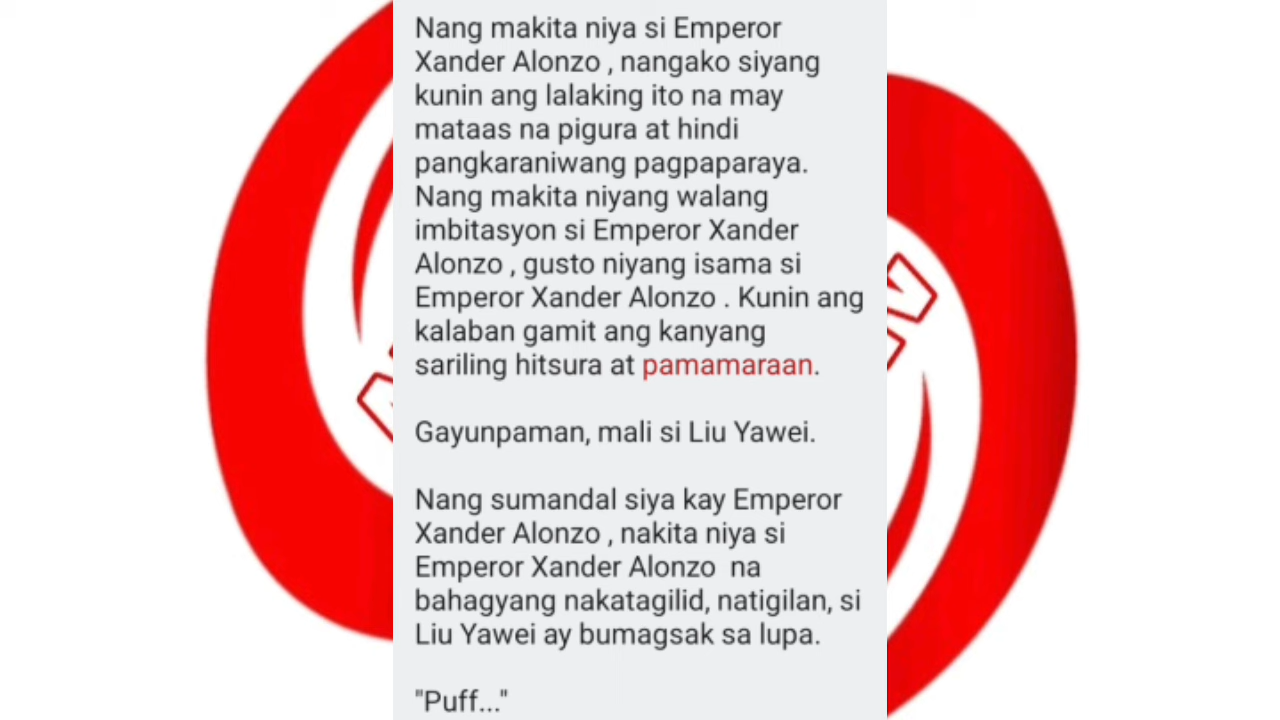 Nang makita niya si Emperor
Xander Alonzo , nangako siyang
kunin ang lalaking ito na may
mataas na pigura at hindi
pangkaraniwang pagpaparaya.
Nang makita niyang walang
imbitasyon si Emperor Xander
Alonzo , gusto niyang isama si
Emperor Xander Alonzo . Kunin ang
kalaban gamit ang kanyang
sariling hitsura at pamamaraan.
Gayunpaman, mali si Liu Yawei.
Nang sumandal siya kay Emperor
Xander Alonzo , nakita niya si
Emperor Xander Alonzo  na
bahagyang nakatagilid, natigilan, si
Liu Yawei ay bumagsak sa lupa.
"Puff..."